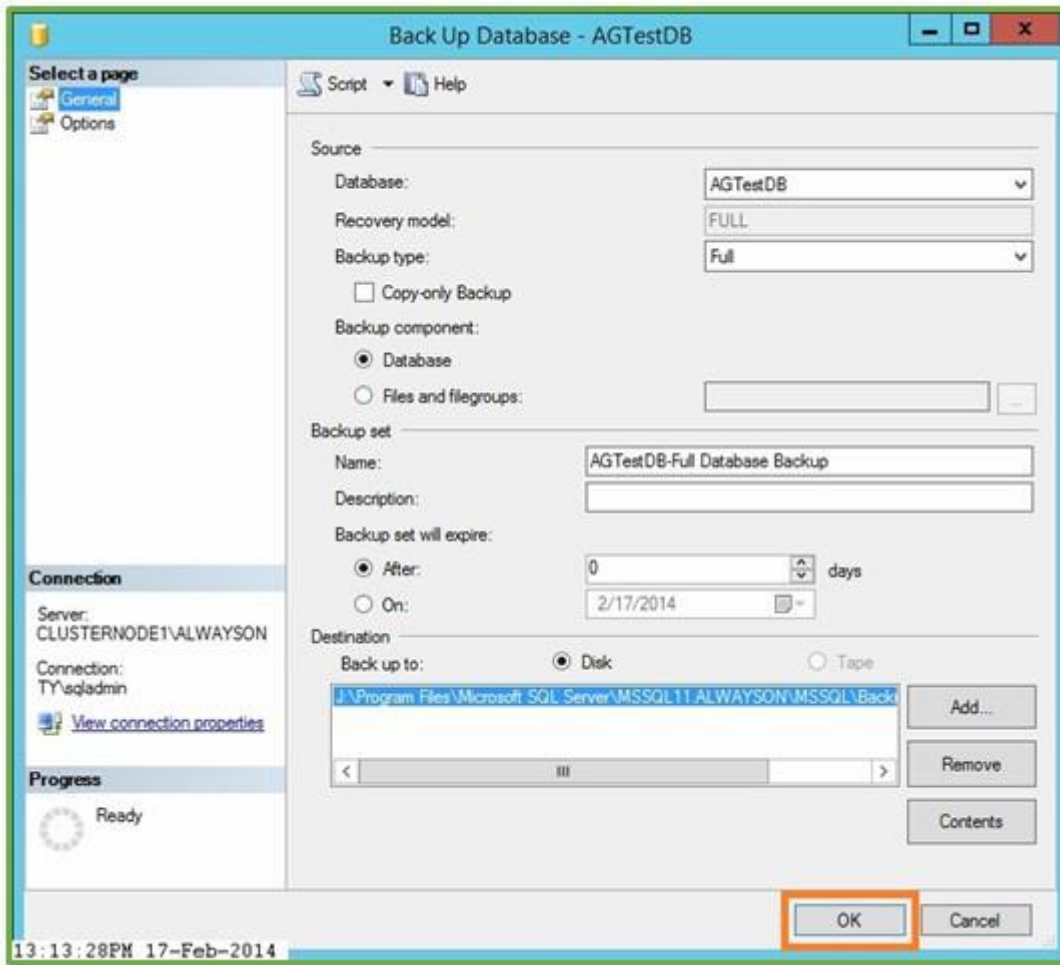 Back Up Database - AGTestDB
Select a page
General
Options
Script
Help
Source
Database:
AGTestDB
Recovery model:
FULL
Backup type:
Full
Copy-only Backup
Backup component:
Database
Files and filegroups:
...
Backup set
Name:
AGTestDB-Full Database Backup
Description:
Backup set will expire:
After:
0
days
On:
2/17/2014
Destination
Back up to:
Disk
Tape
J:\Program Files\Microsoft SQL Server\MSSQL11.ALWAYSON\MSSQL\
Add...
Remove
Contents
Connection
Server:
CLUSTERNODE1\ALWAYSON
Connection:
TY\sqladmin
View connection properties
Progress
Ready
OK
Cancel
13:13:28PM 17-Feb-2014